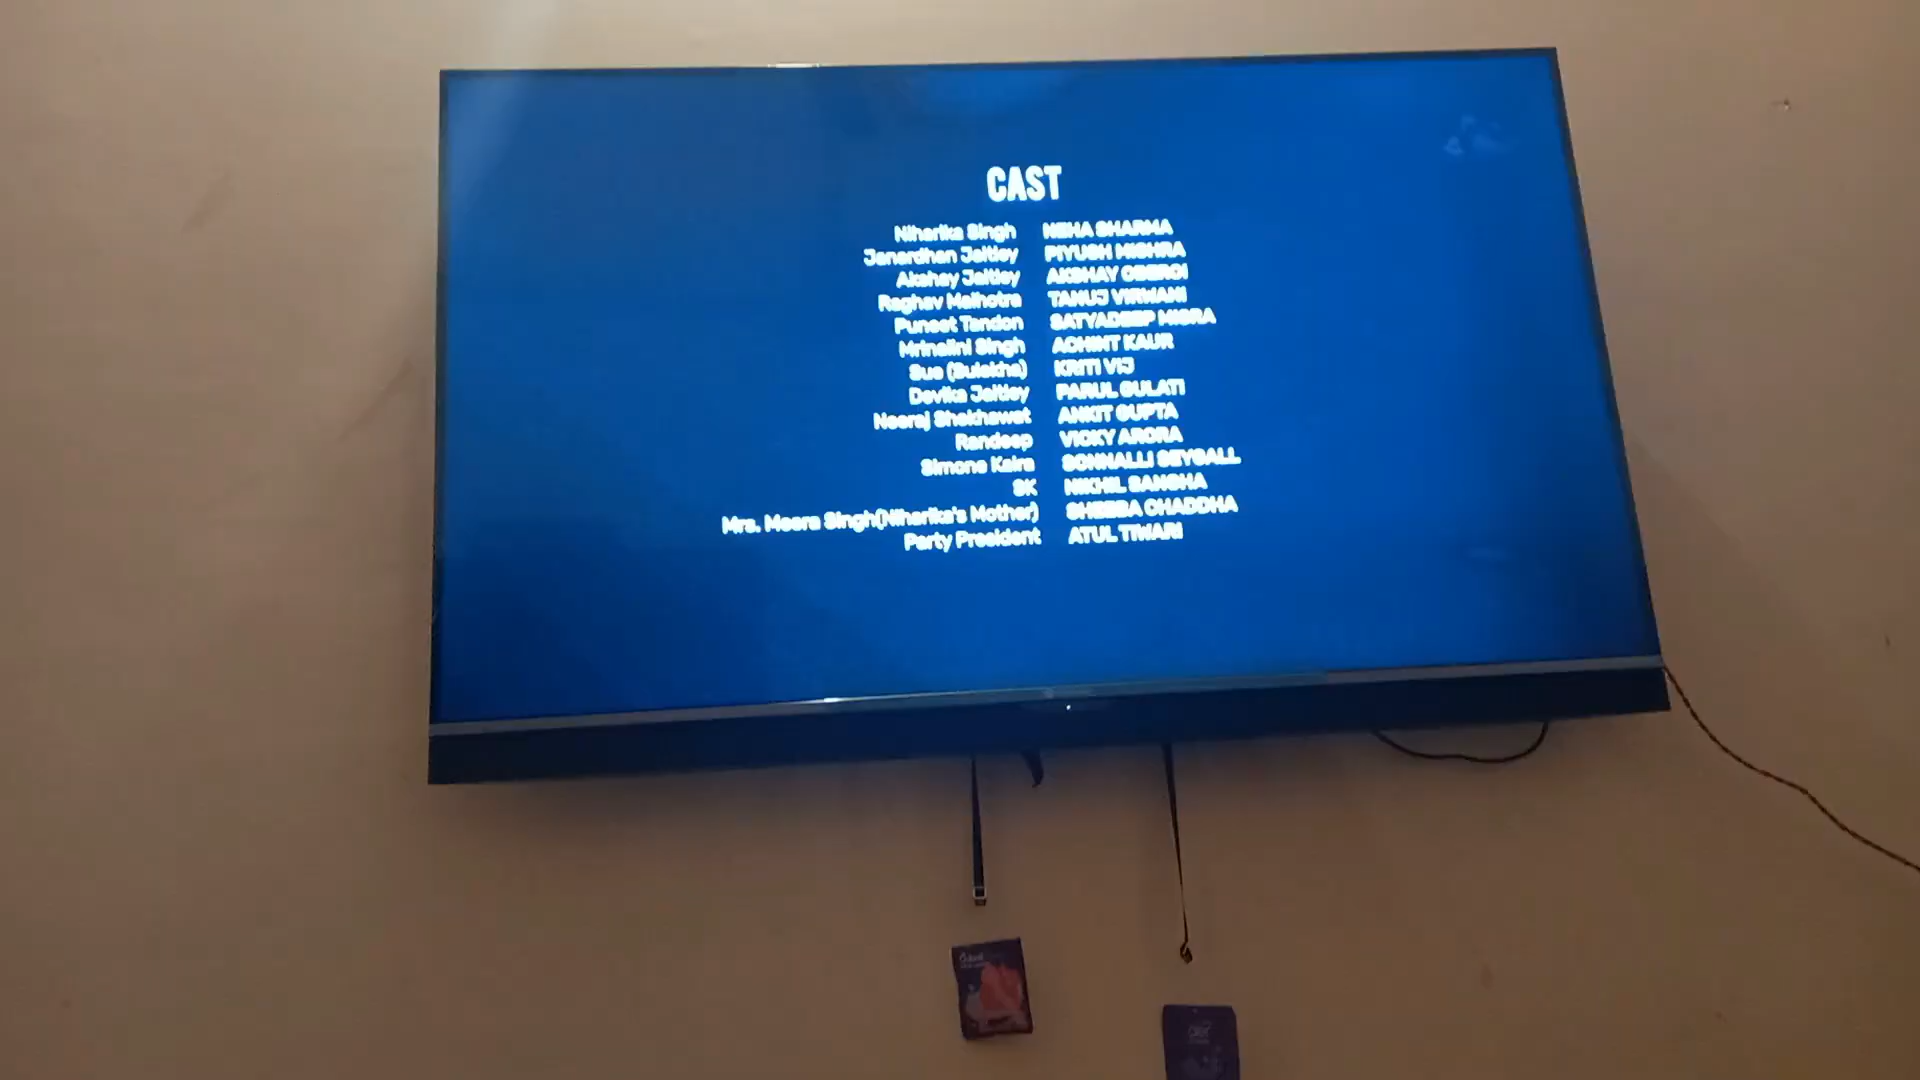 CAST
Niharika Singh NEHA SHARMA
Janardhan Jaitley PIYUSH MISHRA
Akshay Jaitley AKSHAY OBEROI
Raghav Malhotra TANUJ VIRWANI
Puneet Tandon SATYADEEP MISRA
Mrinalini Singh ACHINT KAUR
Sue (Sulekha) KRITI VIJ
Devika Jaitley PARUL GULATI
Neeraj Shekhawat ANKIT GUPTA
Randeep VICKY ARORA
Simone Kaira SONNALLI SEYGALL
SK NIKHIL SANGHA
Mrs. Meera Singh(Niharika's Mother) SHEEBA CHADDHA
Party President ATUL TIWARI
aer